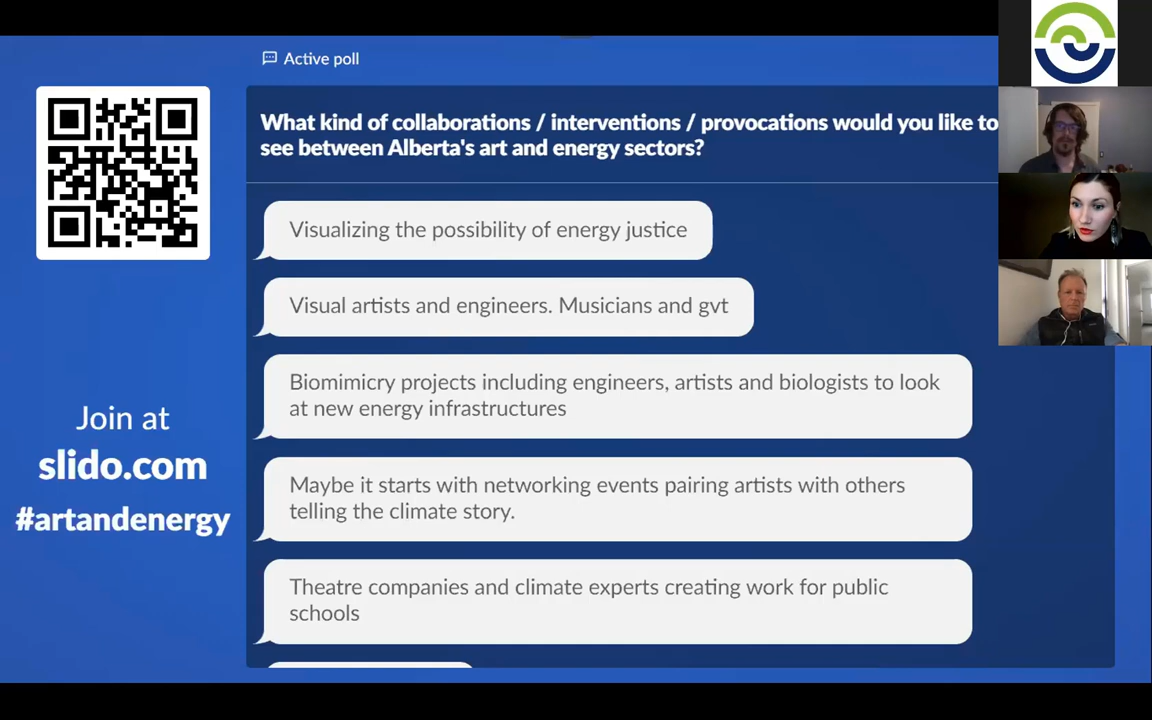 Active poll
What kind of collaborations / interventions / provocations would you like to
see between Alberta's art and energy sectors?
Visualizing the possibility of energy justice
Visual artists and engineers. Musicians and gvt
Biomimicry projects including engineers, artists and biologists to look
at new energy infrastructures
Maybe it starts with networking events pairing artists with others
telling the climate story.
Theatre companies and climate experts creating work for public
schools
Join at
slido.com
#artandenergy